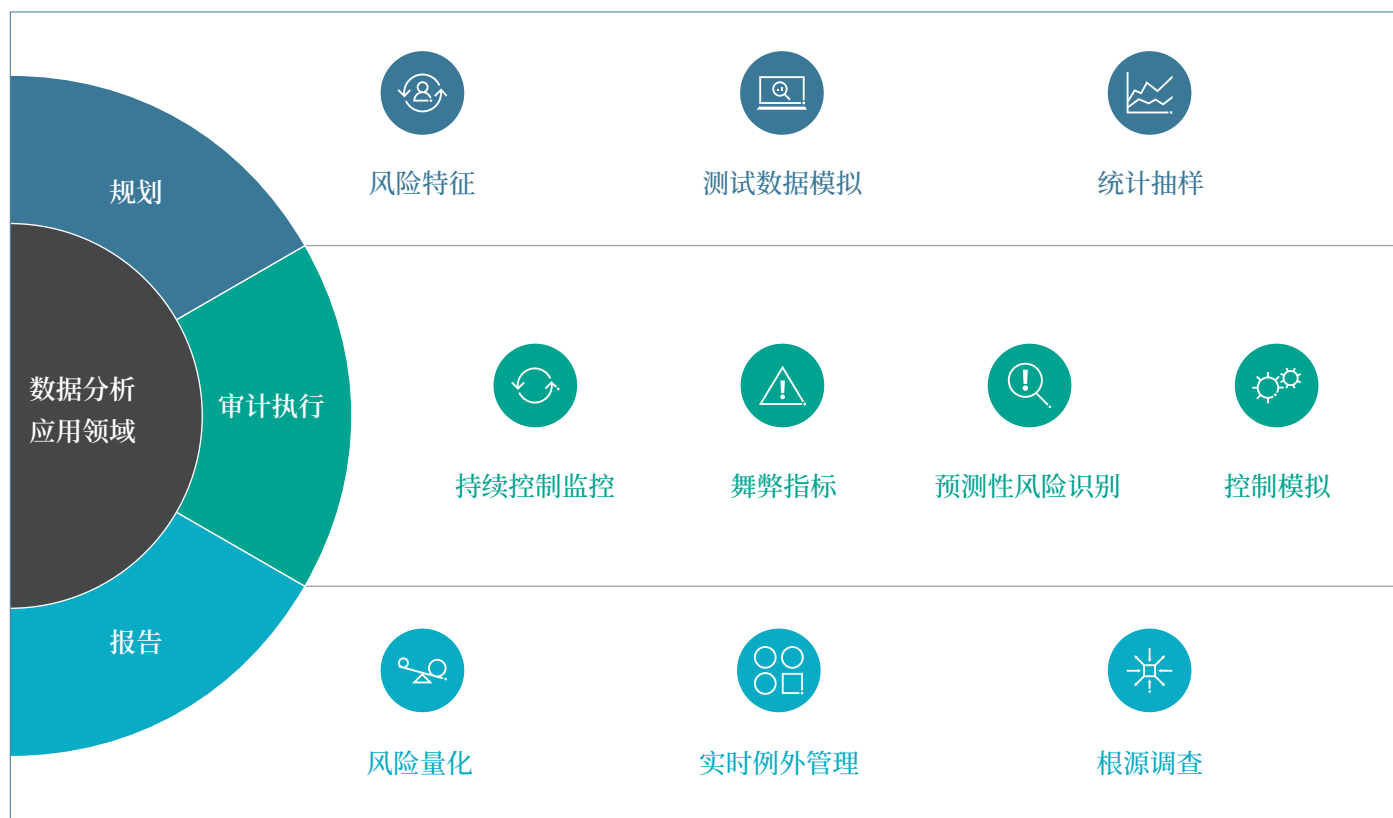 数据分析
应用领域
规划
风险特征
测试数据模拟
统计抽样
审计执行
持续控制监控
舞弊指标
预测性风险识别
控制模拟
报告
风险量化
实时例外管理
根源调查